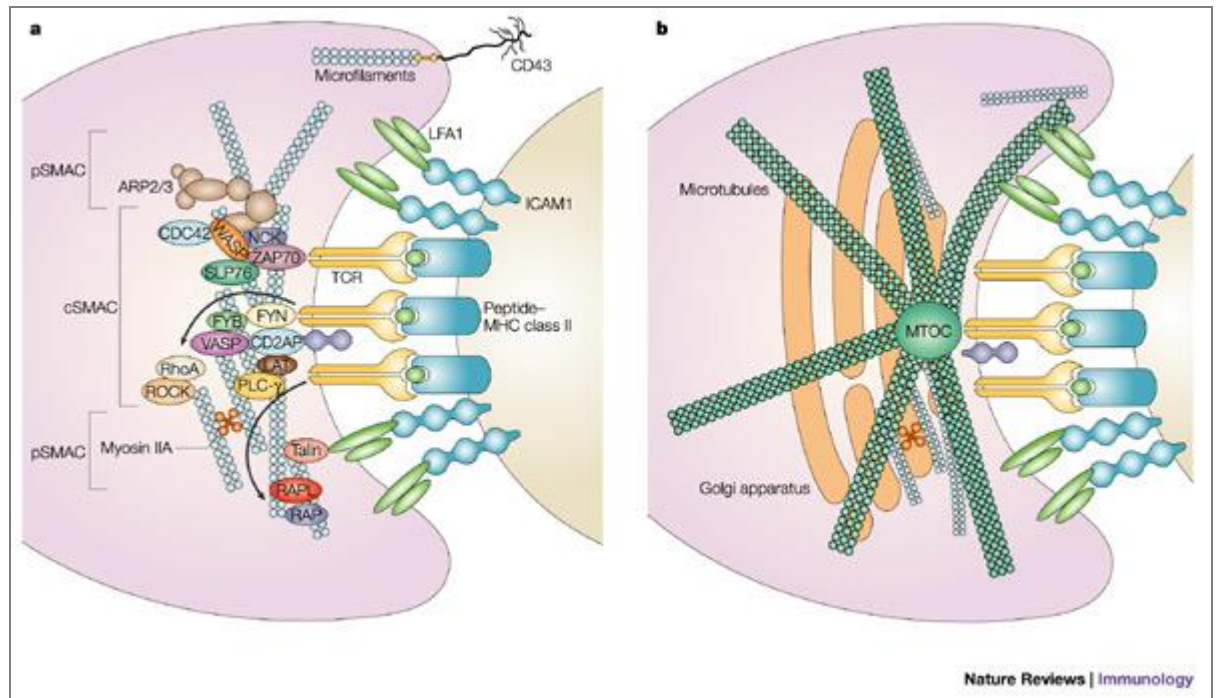 a
CD43
Microfilaments
LFA1
pSMAC
ARP2/3
ICAM1
CDC42
WASP
NCK
ZAP70
SLP76
TCR
cSMAC
FYB
FYN
Peptide–
MHC class II
VASP
CD2AP
RhoA
LAT
ROCK
PLC-γ
pSMAC
Myosin IIA
Talin
RAPL
RAP
b
Microtubules
MTOC
Golgi apparatus
Nature Reviews | Immunology